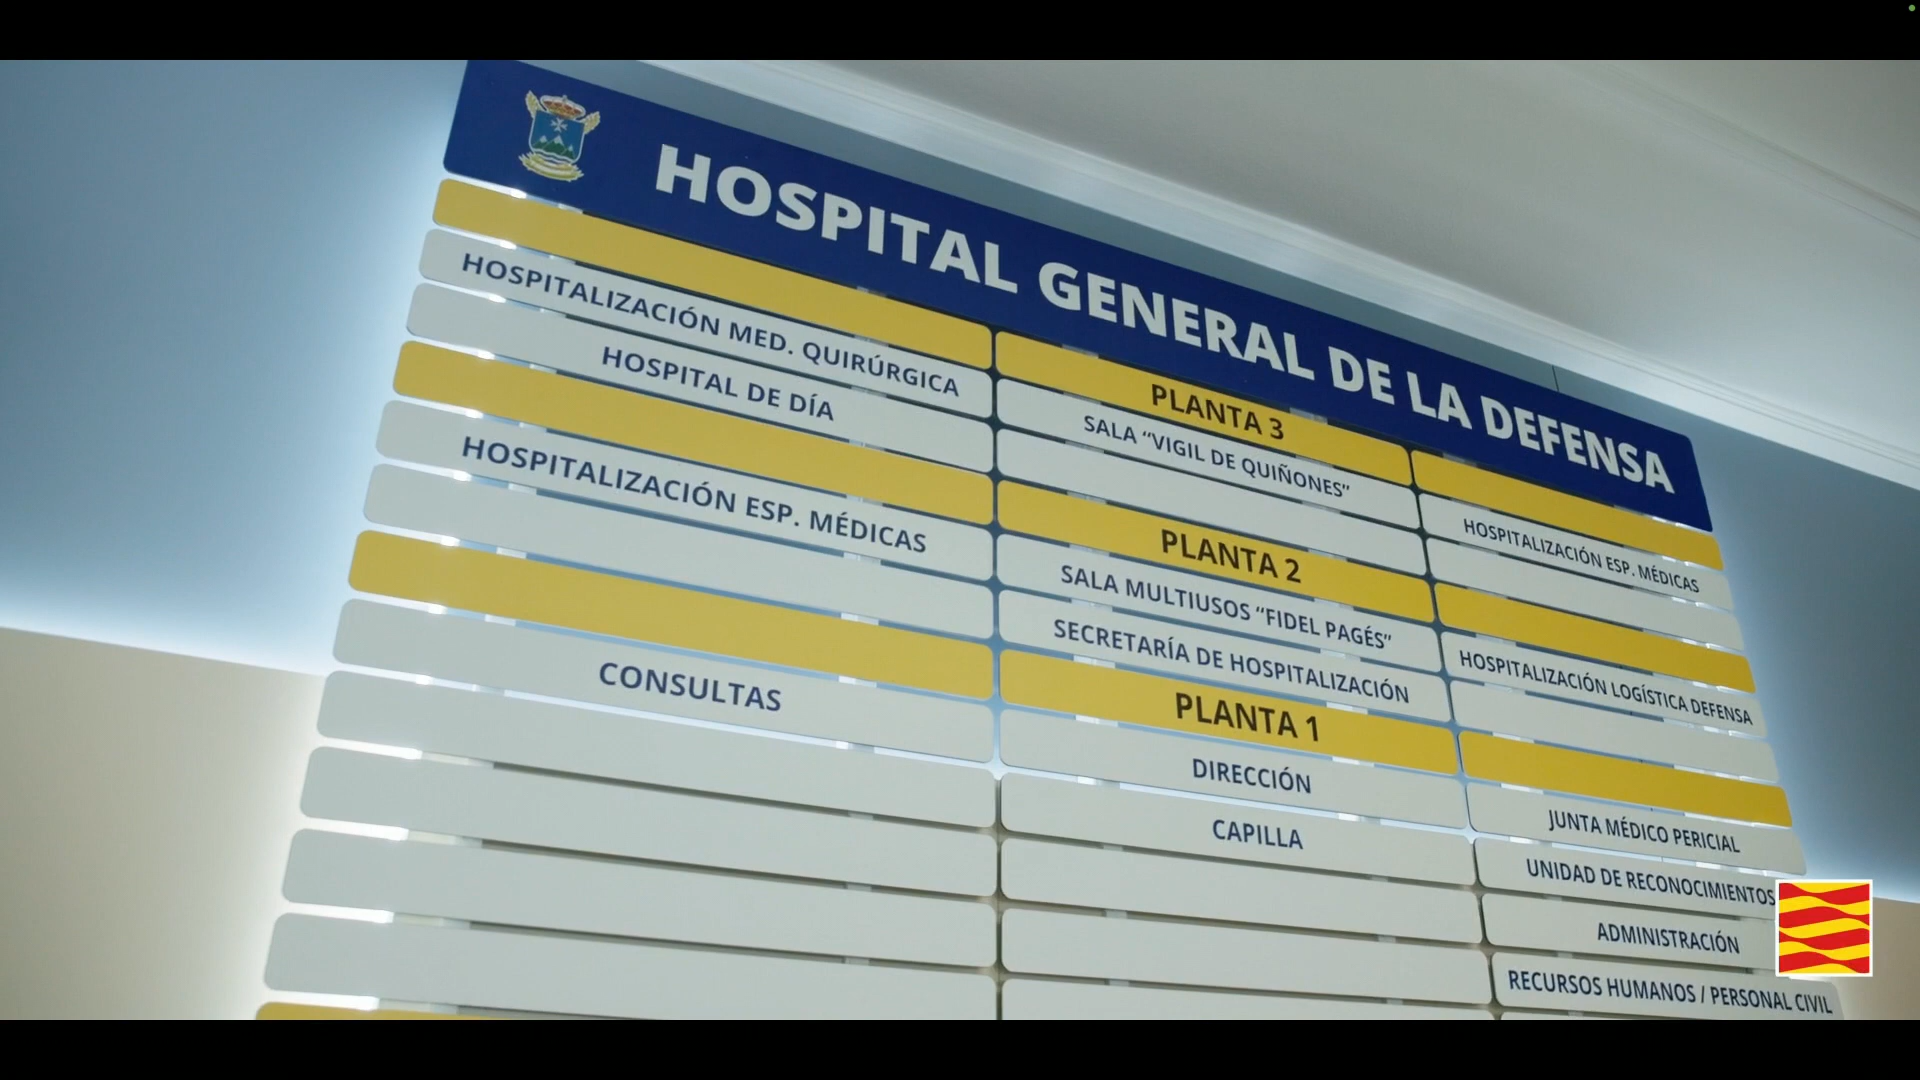 HOSPITAL GENERAL DE LA DEFENSA
PLANTA 3
HOSPITALIZACIÓN MED. QUIRÚRGICA
SALA “VIGIL DE QUIÑONES”
HOSPITALIZACIÓN ESP. MÉDICAS
HOSPITAL DE DÍA
PLANTA 2
HOSPITALIZACIÓN ESP. MÉDICAS
SALA MULTIUSOS “FIDEL PAGÉS”
HOSPITALIZACIÓN LOGÍSTICA DEFENSA
SECRETARÍA DE HOSPITALIZACIÓN
PLANTA 1
CONSULTAS
DIRECCIÓN
JUNTA MÉDICO PERICIAL
CAPILLA
UNIDAD DE RECONOCIMIENTOS
ADMINISTRACIÓN
RECURSOS HUMANOS / PERSONAL CIVIL